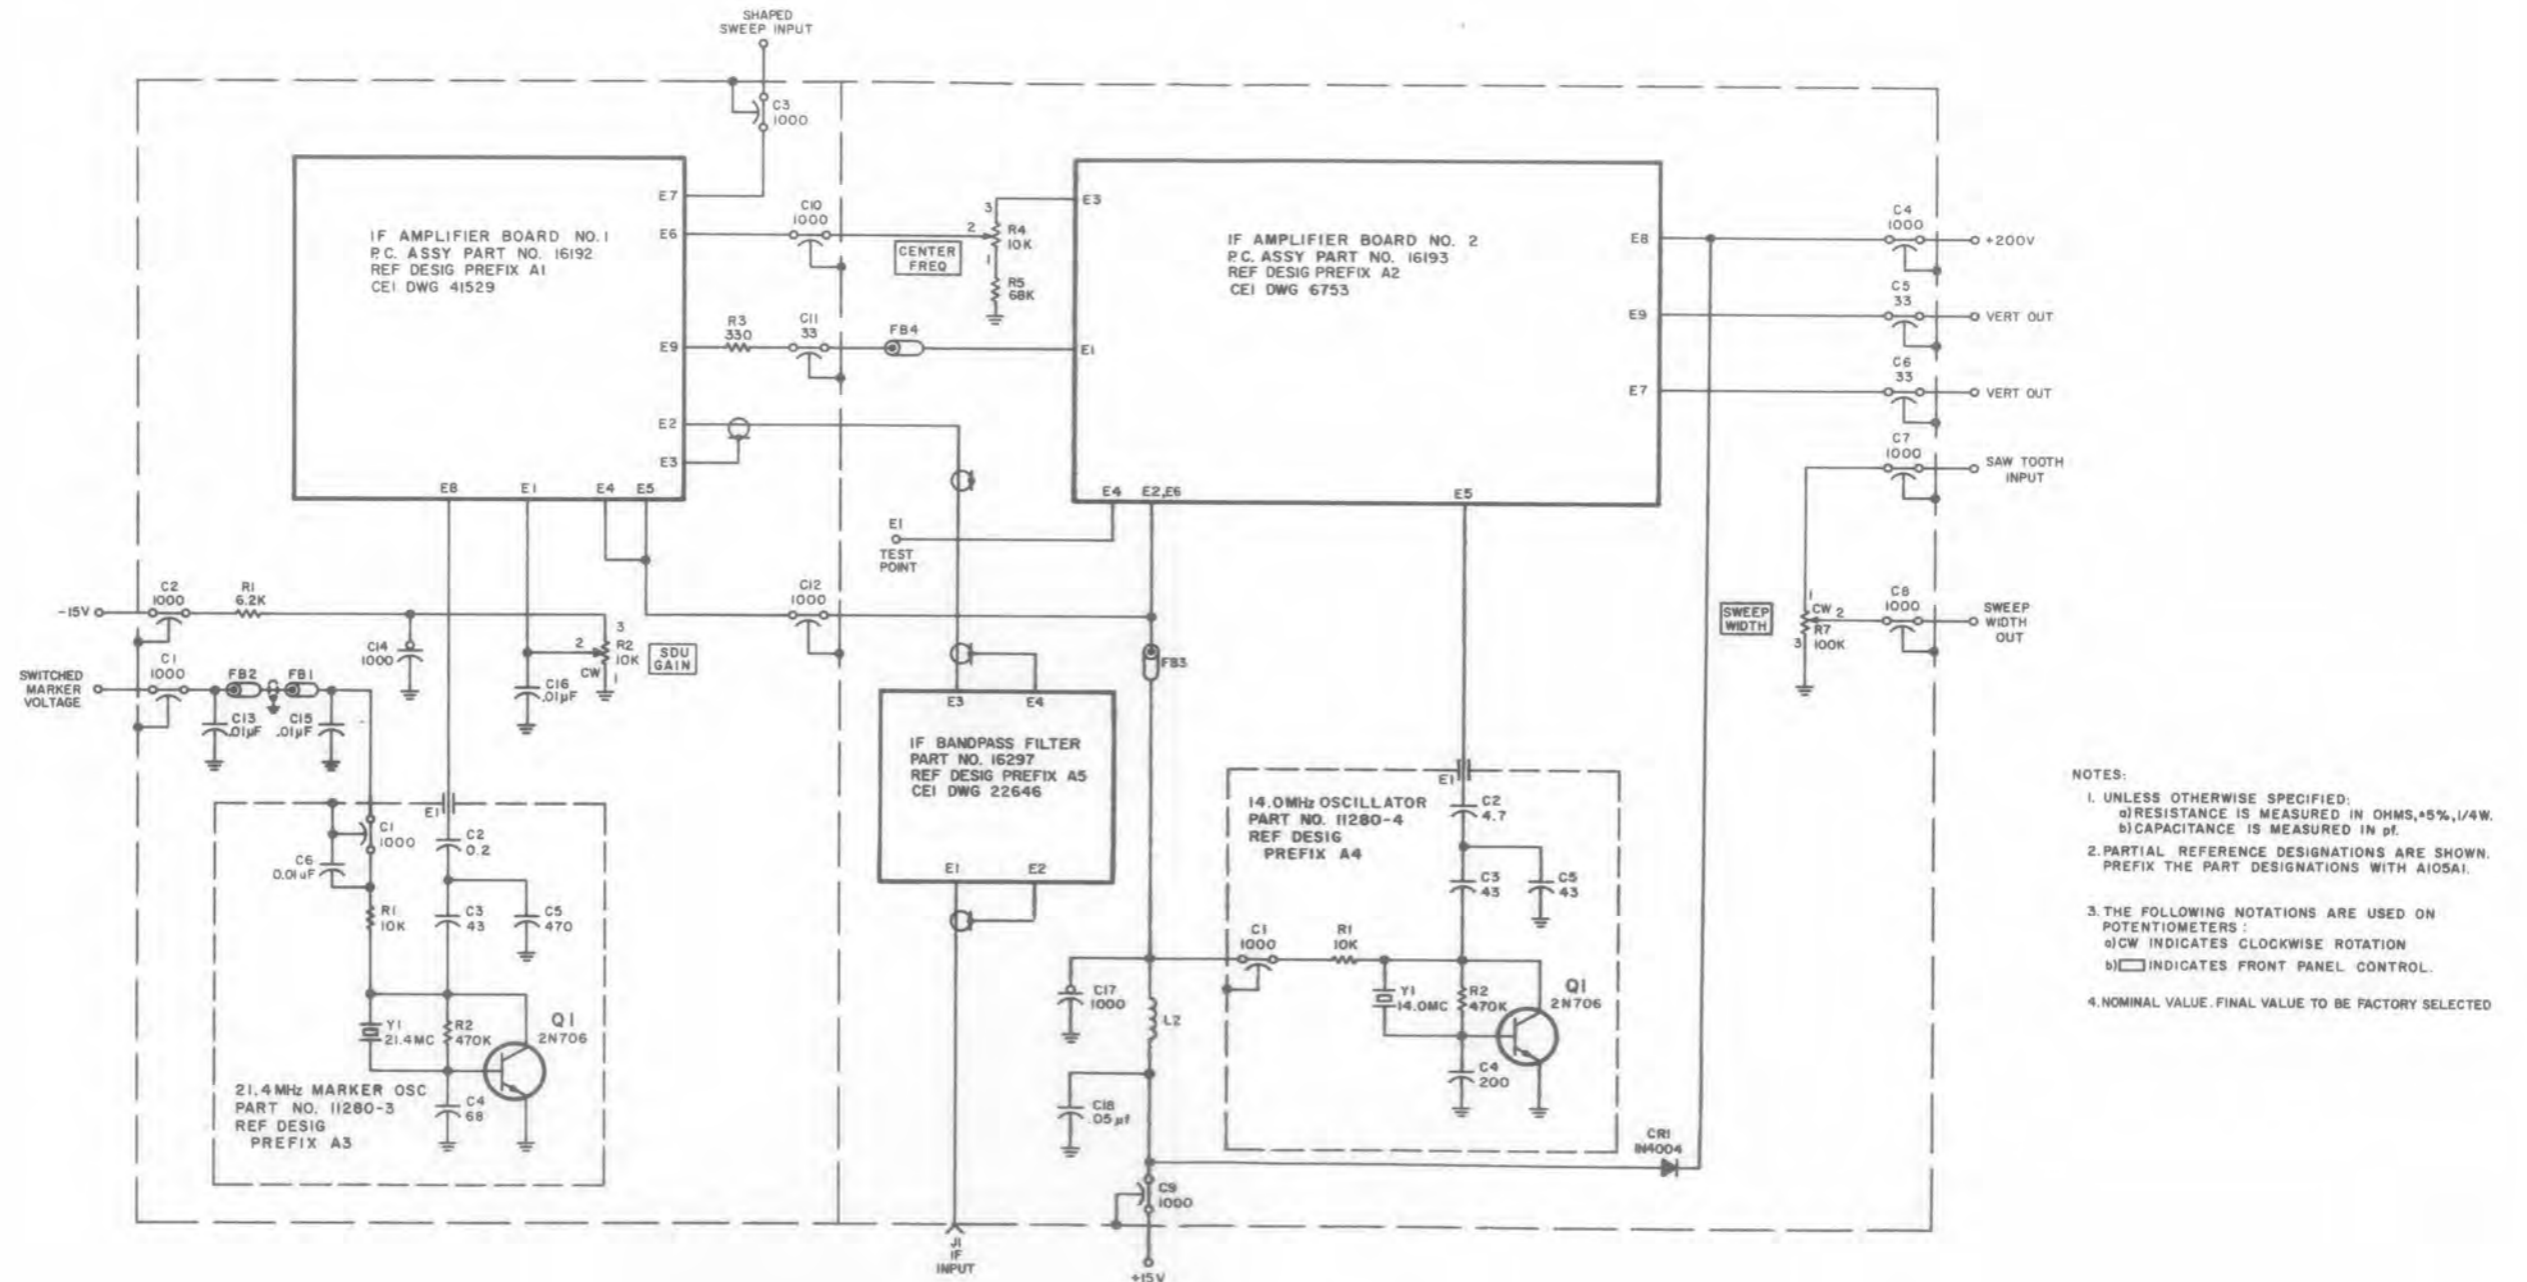 SHAPED
SWEEP INPUT
C3
1000
IF AMPLIFIER BOARD NO. 1
P.C. ASSY PART NO. 16192
REF DESIG PREFIX A1
CEI DWG 41529
E7
E6
E9
E2
E3
E8
E1
E4
E5
C10
1000
CENTER
FREQ
3
2
R4
10K
1
R5
68K
R3
330
C11
33
FB4
IF AMPLIFIER BOARD NO. 2
P.C. ASSY PART NO. 16193
REF DESIG PREFIX A2
CEI DWG 6753
E3
E1
E8
E9
E7
E4
E2,E6
E5
C4
1000
+200V
C5
33
VERT OUT
C6
33
VERT OUT
C7
1000
SAW TOOTH
INPUT
E1
TEST
POINT
C12
1000
-15V
C2
1000
R1
6.2K
C14
1000
3
2
R2
10K
CW
1
SDU
GAIN
C16
.01µF
SWITCHED
MARKER
VOLTAGE
C1
1000
FB2
FB1
C13
.01µF
C15
.01µF
FB3
SWEEP
WIDTH
1
CW
2
R7
3
100K
C8
1000
SWEEP
WIDTH
OUT
E3
E4
IF BANDPASS FILTER
PART NO. 16297
REF DESIG PREFIX A5
CEI DWG 22646
E1
E2
E1
C1
1000
C6
0.01uF
C2
0.2
R1
10K
C3
43
C5
470
Y1
21.4MC
R2
470K
Q1
2N706
C4
68
21.4MHz MARKER OSC
PART NO. 11280-3
REF DESIG
PREFIX A3
E1
14.0MHz OSCILLATOR
PART NO. 11280-4
REF DESIG
PREFIX A4
C2
4.7
C3
43
C5
43
C1
1000
R1
10K
Y1
14.0MC
R2
470K
Q1
2N706
C4
200
C17
1000
L2
C18
.05µf
CR1
1N4004
C9
1000
J1
IF
INPUT
+15V
NOTES:
1. UNLESS OTHERWISE SPECIFIED:
a) RESISTANCE IS MEASURED IN OHMS, ±5%, 1/4W.
b) CAPACITANCE IS MEASURED IN pf.
2. PARTIAL REFERENCE DESIGNATIONS ARE SHOWN.
PREFIX THE PART DESIGNATIONS WITH A105A1.
3. THE FOLLOWING NOTATIONS ARE USED ON
POTENTIOMETERS :
a) CW INDICATES CLOCKWISE ROTATION
b) INDICATES FRONT PANEL CONTROL.
4. NOMINAL VALUE. FINAL VALUE TO BE FACTORY SELECTED